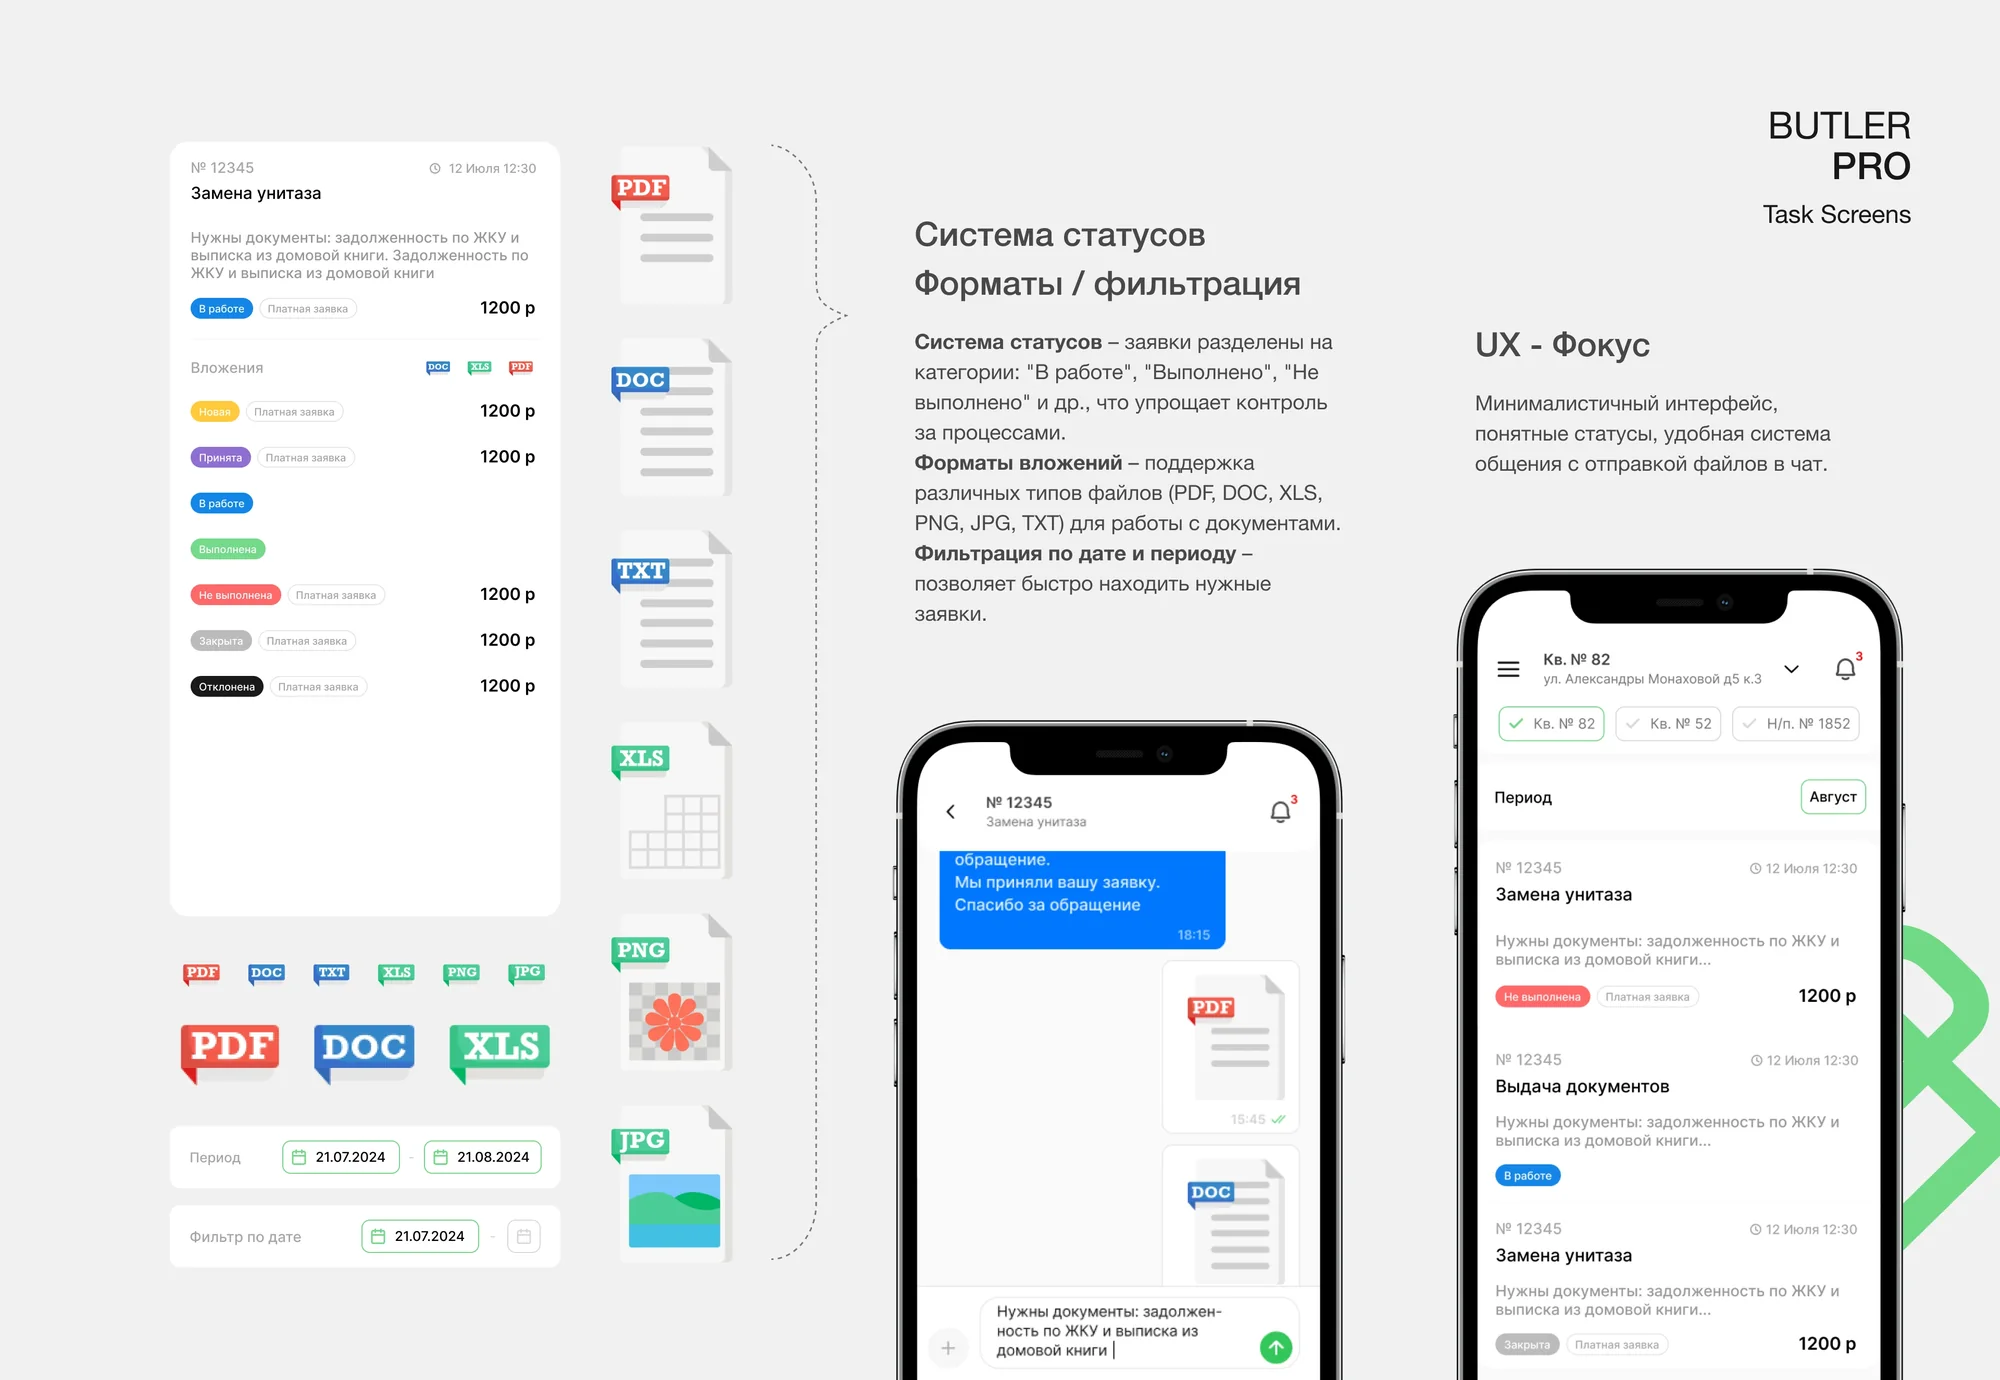 BUTLER
PRO
Task Screens
№ 12345
12 Июля 12:30
Замена унитаза
Нужны документы: задолженность по ЖКУ и
выписка из домовой книги. Задолженность по
ЖКУ и выписка из домовой книги
В работе Платная заявка 1200 р
Вложения DOC XLS PDF
Новая Платная заявка 1200 р
Принята Платная заявка 1200 р
В работе
Выполнена
Не выполнена Платная заявка 1200 р
Закрыта Платная заявка 1200 р
Отклонена Платная заявка 1200 р
PDF DOC TXT XLS PNG JPG
PDF DOC XLS
Период 21.07.2024 - 21.08.2024
Фильтр по дате 21.07.2024 -
PDF
DOC
TXT
XLS
PNG
JPG
Система статусов
Форматы / фильтрация
Система статусов – заявки разделены на
категории: "В работе", "Выполнено", "Не
выполнено" и др., что упрощает контроль
за процессами.
Форматы вложений – поддержка
различных типов файлов (PDF, DOC, XLS,
PNG, JPG, TXT) для работы с документами.
Фильтрация по дате и периоду –
позволяет быстро находить нужные
заявки.
№ 12345
Замена унитаза
3
обращение.
Мы приняли вашу заявку.
Спасибо за обращение
18:15
PDF
15:45
DOC
Нужны документы: задолжен-
ность по ЖКУ и выписка из
домовой книги
UX - Фокус
Минималистичный интерфейс,
понятные статусы, удобная система
общения с отправкой файлов в чат.
Кв. № 82
ул. Александры Монаховой д5 к.3
3
Кв. № 82 Кв. № 52 Н/п. № 1852
Период Август
№ 12345 12 Июля 12:30
Замена унитаза
Нужны документы: задолженность по ЖКУ и
выписка из домовой книги...
Не выполнена Платная заявка 1200 р
№ 12345 12 Июля 12:30
Выдача документов
Нужны документы: задолженность по ЖКУ и
выписка из домовой книги...
В работе
№ 12345 12 Июля 12:30
Замена унитаза
Нужны документы: задолженность по ЖКУ и
выписка из домовой книги...
Закрыта Платная заявка 1200 р